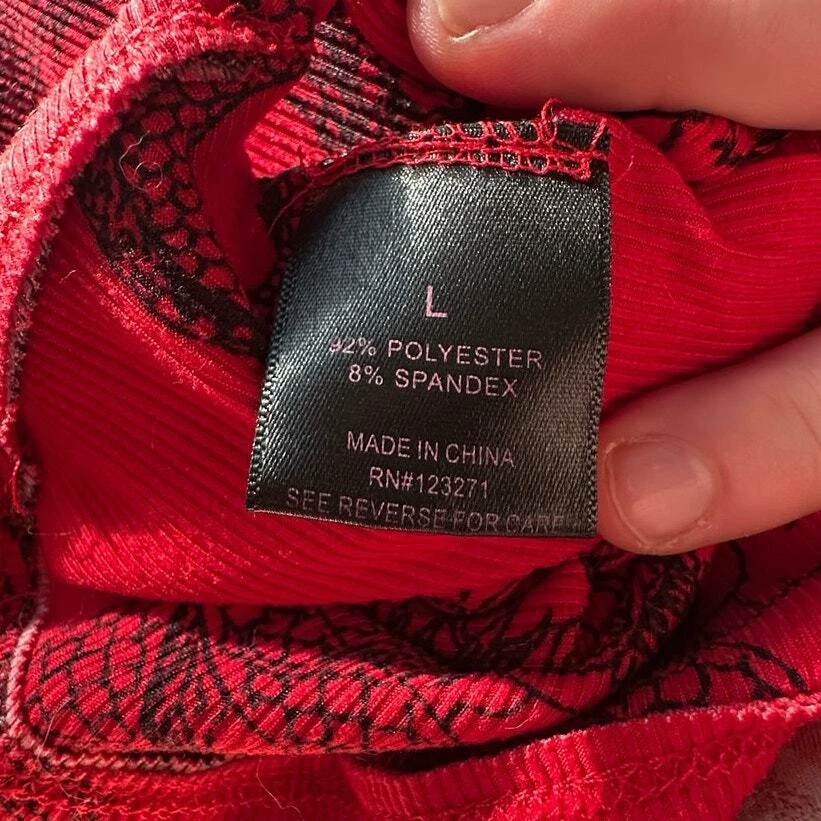 L
92% POLYESTER
8% SPANDEX
MADE IN CHINA
RN#123271
SEE REVERSE FOR CARE